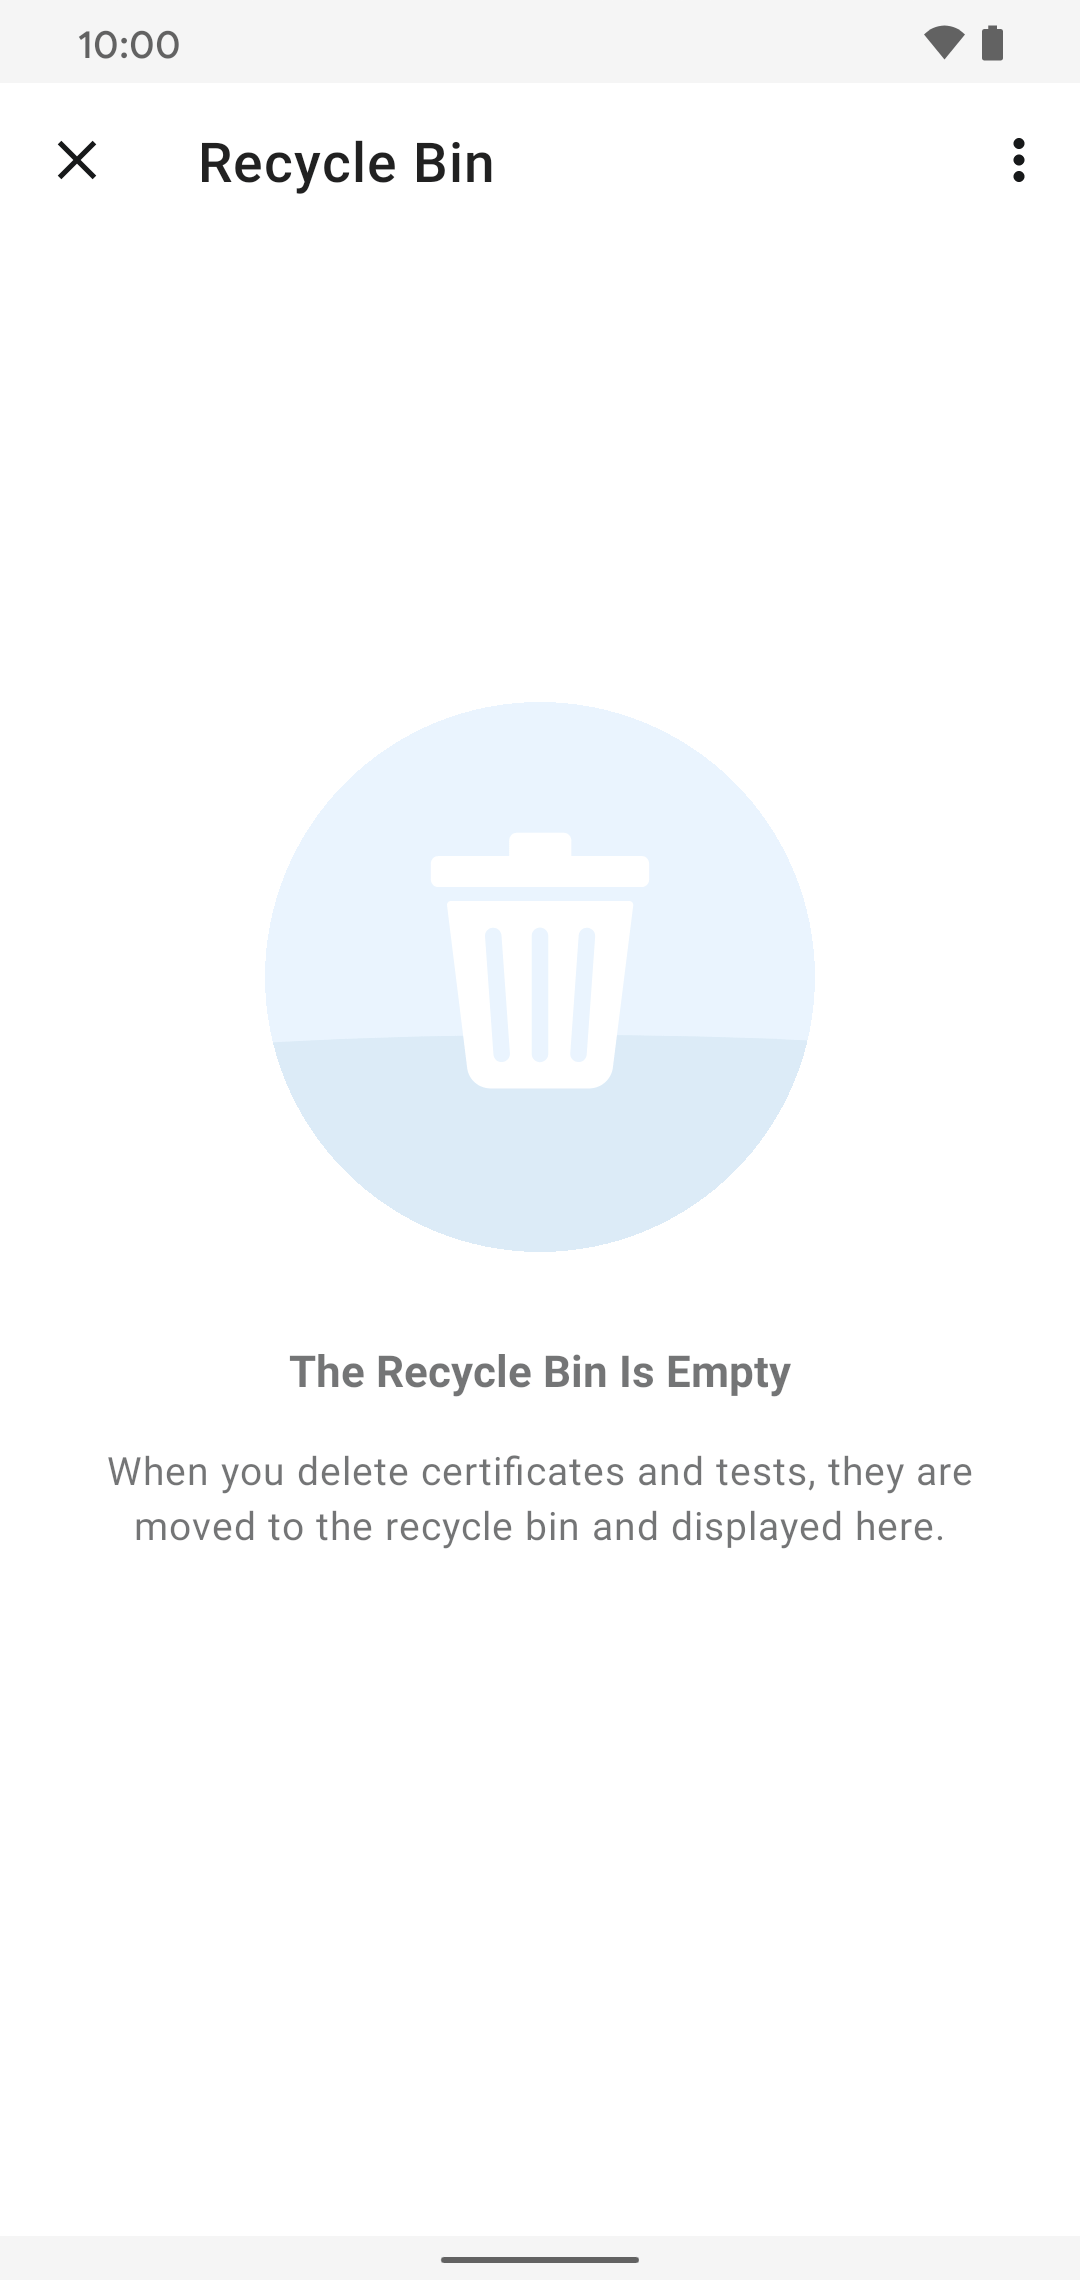 10:00
Recycle Bin
The Recycle Bin Is Empty
When you delete certificates and tests, they are
moved to the recycle bin and displayed here.